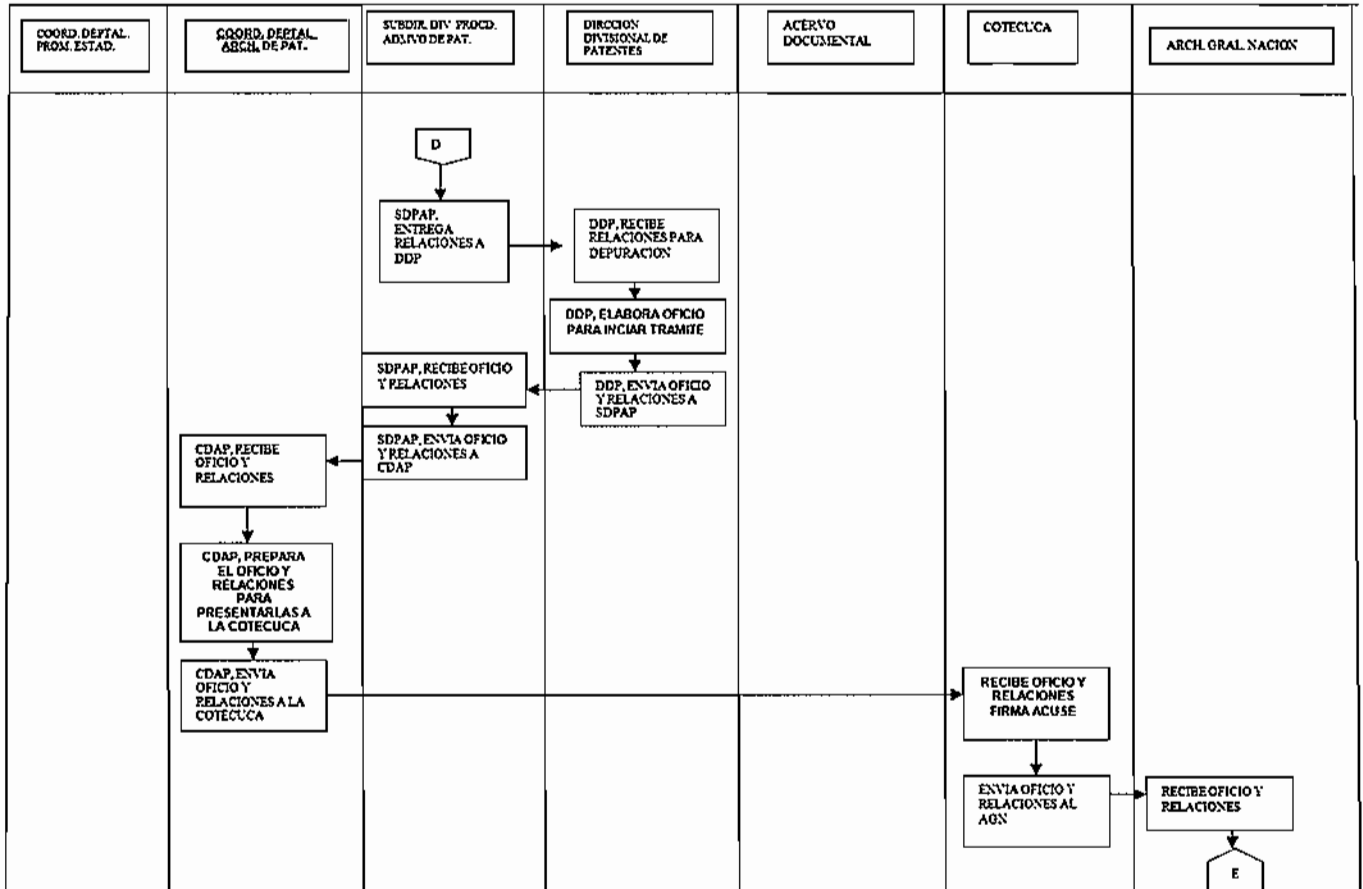 COORD. DEPTAL.
PROM. ESTAD.
COORD. DEPTAL.
ARCH. DE PAT.
SUBDIR. DIV. PROCD.
ADMVO DE PAT.
DIRCCION
DIVISIONAL DE
PATENTES
ACERVO
DOCUMENTAL
COTECUCA
ARCH. GRAL. NACION
D
SDPAP,
ENTREGA
RELACIONES A
DDP
DDP, RECIBE
RELACIONES PARA
DEPURACION
DDP, ELABORA OFICIO
PARA INCIAR TRAMITE
DDP, ENVIA OFICIO
Y RELACIONES A
SDPAP
SDPAP, RECIBE OFICIO
Y RELACIONES
SDPAP, ENVIA OFICIO
Y RELACIONES A
CDAP
CDAP, RECIBE
OFICIO Y
RELACIONES
CDAP, PREPARA
EL OFICIO Y
RELACIONES
PARA
PRESENTARLAS A
LA COTECUCA
CDAP, ENVIA
OFICIO Y
RELACIONES A LA
COTECUCA
RECIBE OFICIO Y
RELACIONES
FIRMA ACUSE
ENVIA OFICIO Y
RELACIONES AL
AGN
RECIBE OFICIO Y
RELACIONES
E